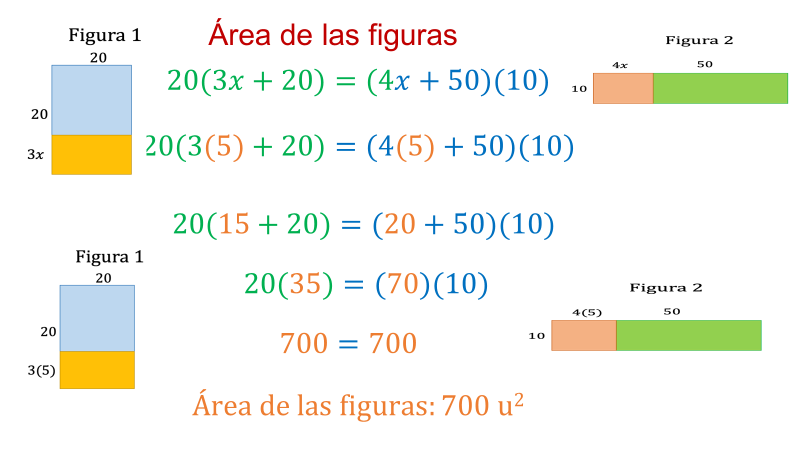 Figura 1
Área de las figuras
Figura 2
20
20(3x + 20) = (4x + 50)(10)
4x
50
10
20
3x
20(3(5) + 20) = (4(5) + 50)(10)
20(15 + 20) = (20 + 50)(10)
Figura 1
20
20(35) = (70)(10)
Figura 2
4(5)
50
20
10
700 = 700
3(5)
Área de las figuras: 700 u²